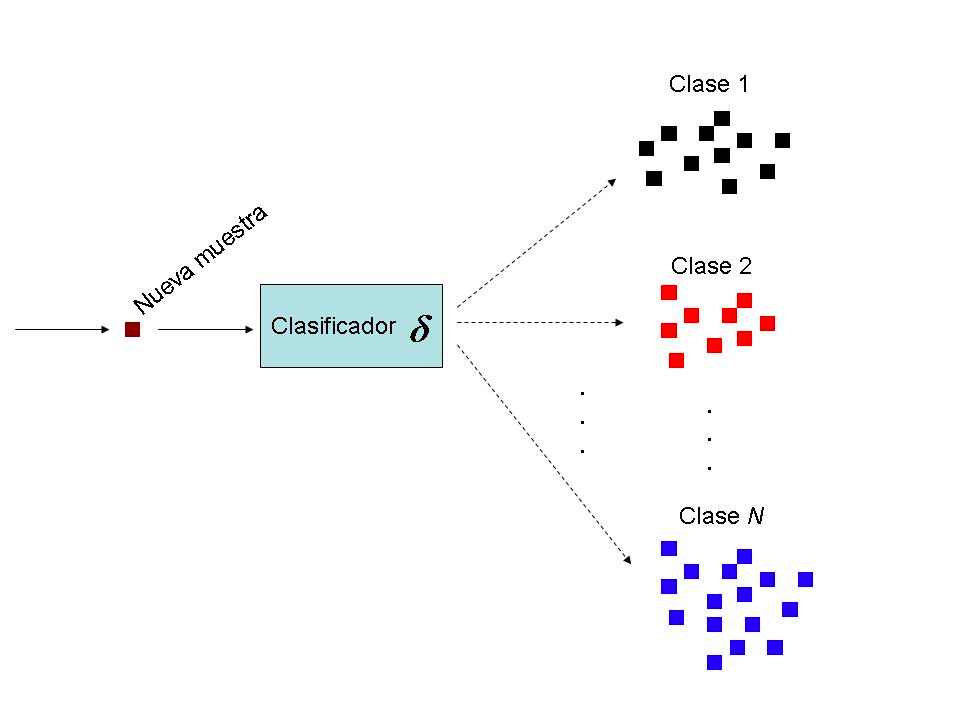 Clase 1
Nueva muestra
Clase 2
Clasificador δ
Clase N